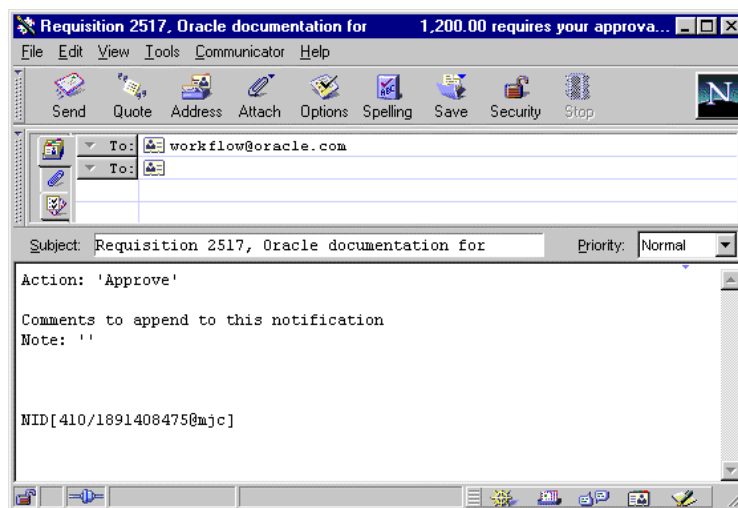 Requisition 2517, Oracle documentation for 1,200.00 requires your approva...
File Edit View Tools Communicator Help
Send Quote Address Attach Options Spelling Save Security Stop
N
To: workflow@oracle.com
To:
Subject: Requisition 2517, Oracle documentation for Priority: Normal
Action: 'Approve'
Comments to append to this notification
Note: ''
NID[410/1891408475@mjc]